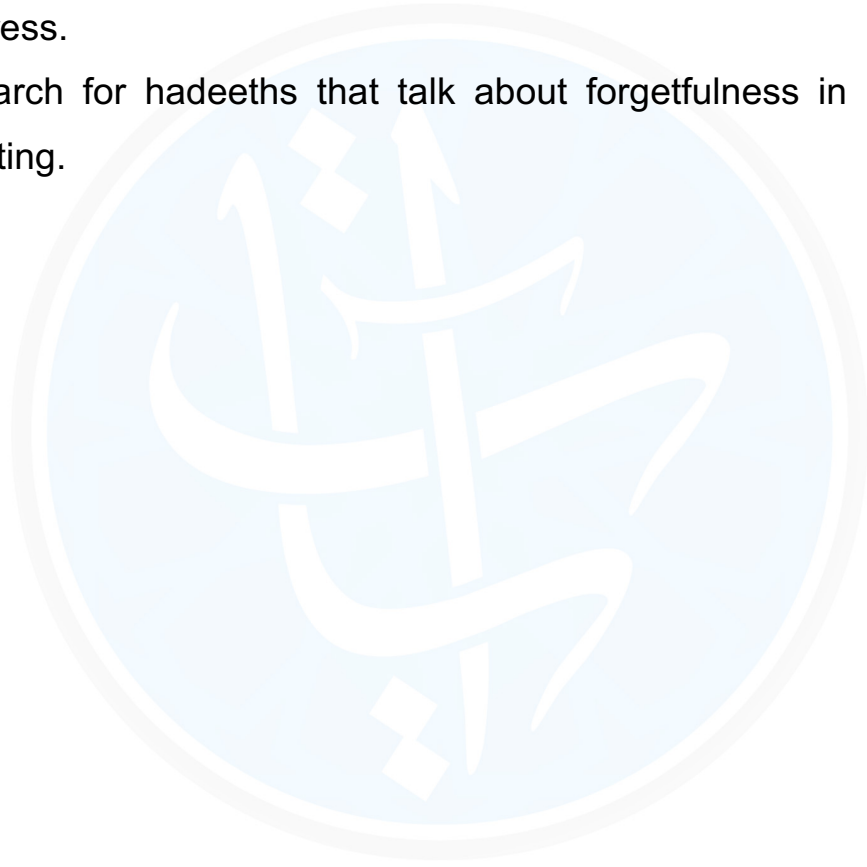 ess.
arch for hadeeths that talk about forgetfulness in
ting.